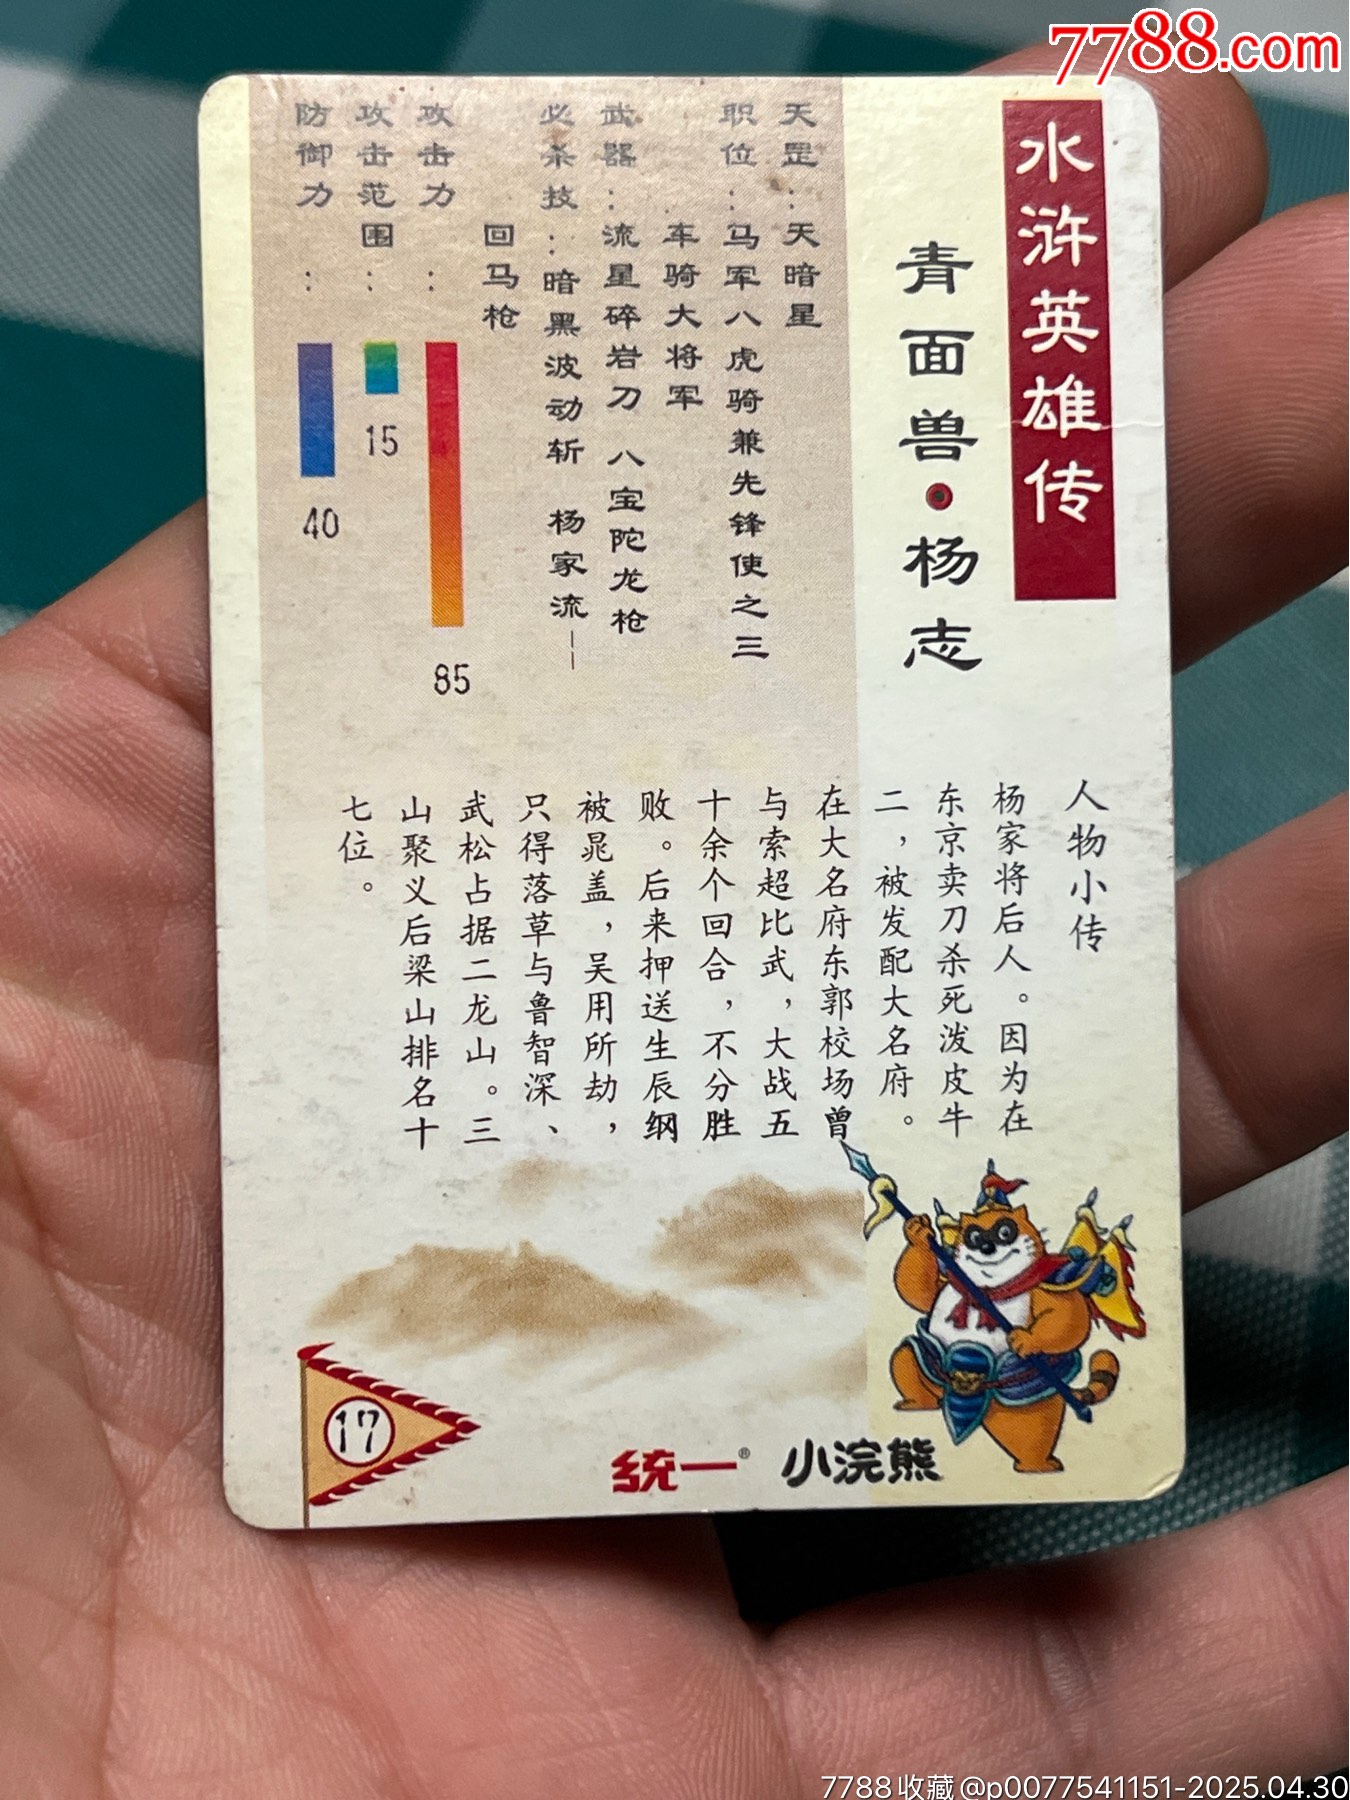 7788.com
水浒英雄传
青面兽·杨志
天罡：天暗星
职位：马军八虎骑兼先锋使之三
车骑大将军
武器：流星碎岩刀 八宝陀龙枪
必杀技：暗黑波动斩 杨家流—
回马枪
攻击力：
85
攻击范围：
15
防御力：
40
人物小传
杨家将后人。因为在
东京卖刀杀死泼皮牛
二，被发配大名府。
在大名府东郭校场曾
与索超比武，大战五
十余个回合，不分胜
败。后来押送生辰纲
被晁盖，吴用所劫，
只得落草与鲁智深、
武松占据二龙山。三
山聚义后梁山排名十
七位。
17
统一® 小浣熊
7788收藏@p0077541151-2025.04.30